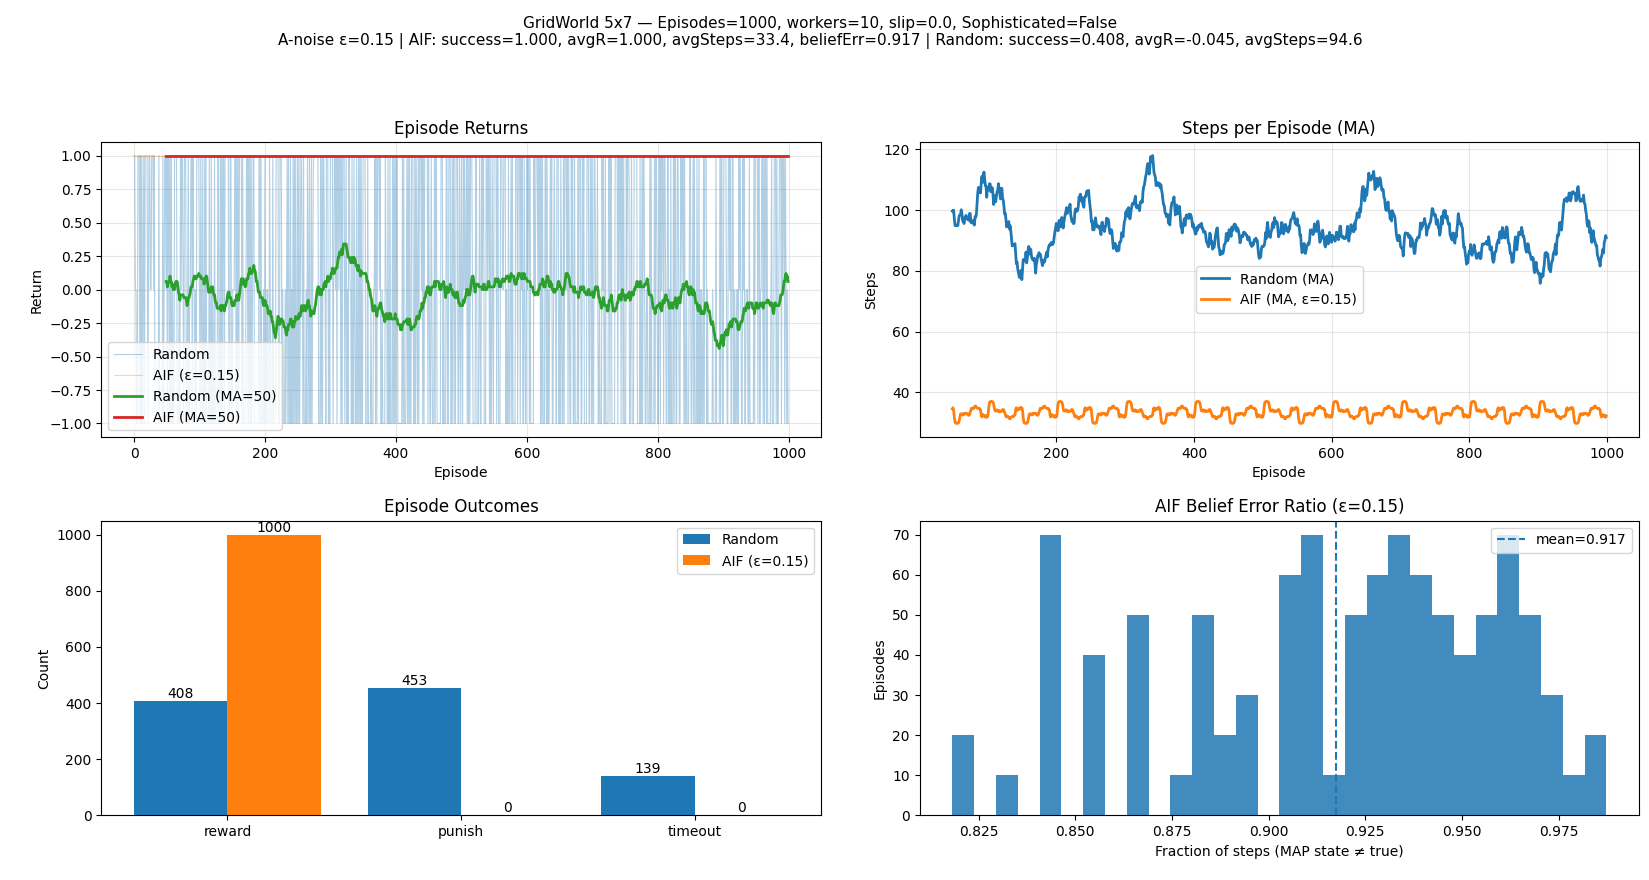 GridWorld 5x7 — Episodes=1000, workers=10, slip=0.0, Sophisticated=False
A-noise ε=0.15 | AIF: success=1.000, avgR=1.000, avgSteps=33.4, beliefErr=0.917 | Random: success=0.408, avgR=-0.045, avgSteps=94.6
Episode Returns
1.00
0.75
0.50
0.25
0.00
−0.25
−0.50
−0.75
−1.00
Return
Random
AIF (ε=0.15)
Random (MA=50)
AIF (MA=50)
0
200
400
600
800
1000
Episode
Steps per Episode (MA)
120
100
80
60
40
Steps
Random (MA)
AIF (MA, ε=0.15)
200
400
600
800
1000
Episode
Episode Outcomes
1000
800
600
400
200
0
Count
408
1000
453
0
139
0
Random
AIF (ε=0.15)
reward
punish
timeout
AIF Belief Error Ratio (ε=0.15)
70
60
50
40
30
20
10
0
Episodes
mean=0.917
0.825
0.850
0.875
0.900
0.925
0.950
0.975
Fraction of steps (MAP state ≠ true)